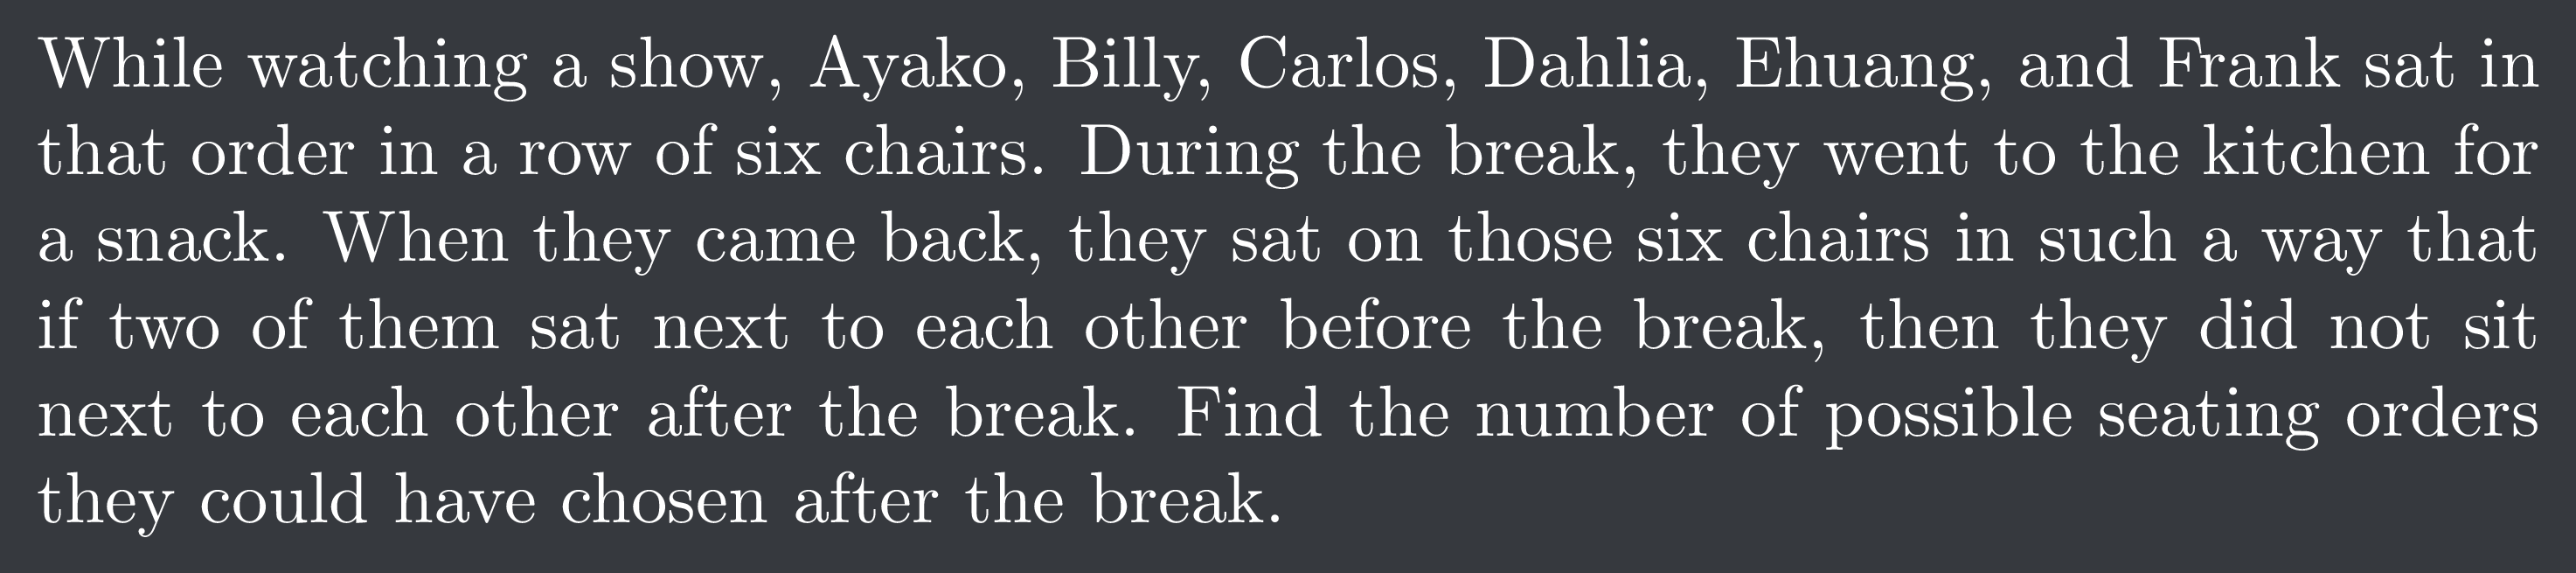 While watching a show, Ayako, Billy, Carlos, Dahlia, Ehuang, and Frank sat in
that order in a row of six chairs. During the break, they went to the kitchen for
a snack. When they came back, they sat on those six chairs in such a way that
if two of them sat next to each other before the break, then they did not sit
next to each other after the break. Find the number of possible seating orders
they could have chosen after the break.